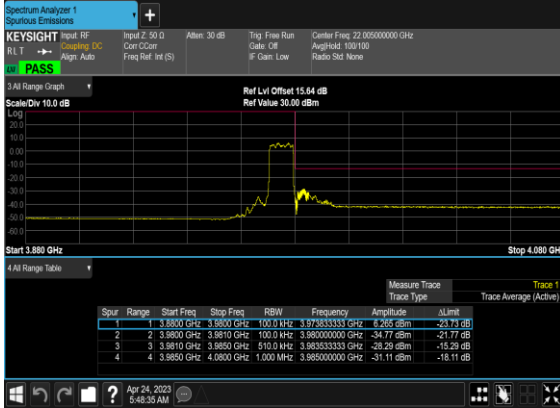 Spectrum Analyzer 1
Spurious Emissions
+
KEYSIGHT Input: RF Input Z: 50 Ω Atten: 30 dB Trig: Free Run Center Freq: 22.005000000 GHz
RLT Coupling: DC Corr CCorr Gate: Off Avg|Hold: 100/100
Align: Auto Freq Ref: Int (S) IF Gain: Low Radio Std: None
PASS
3 All Range Graph
Ref Lvl Offset 15.64 dB
Scale/Div 10.0 dB Ref Value 30.00 dBm
Log
20.0
10.0
0.00
-10.0
-20.0
-30.0
-40.0
-50.0
-60.0
Start 3.880 GHz Stop 4.080 GH
4 All Range Table
Measure Trace Trace 1
Trace Type Trace Average (Active)
Spur Range Start Freq Stop Freq RBW Frequency Amplitude ΔLimit
1 1 3.8800 GHz 3.9800 GHz 100.0 kHz 3.973833333 GHz 6.265 dBm -23.73 dB
2 2 3.9800 GHz 3.9810 GHz 100.0 kHz 3.980000000 GHz -34.77 dBm -21.77 dB
3 3 3.9810 GHz 3.9850 GHz 510.0 kHz 3.983533333 GHz -28.29 dBm -15.29 dB
4 4 3.9850 GHz 4.0800 GHz 1.000 MHz 3.985000000 GHz -31.11 dBm -18.11 dB
? Apr 24, 2023
5:48:35 AM